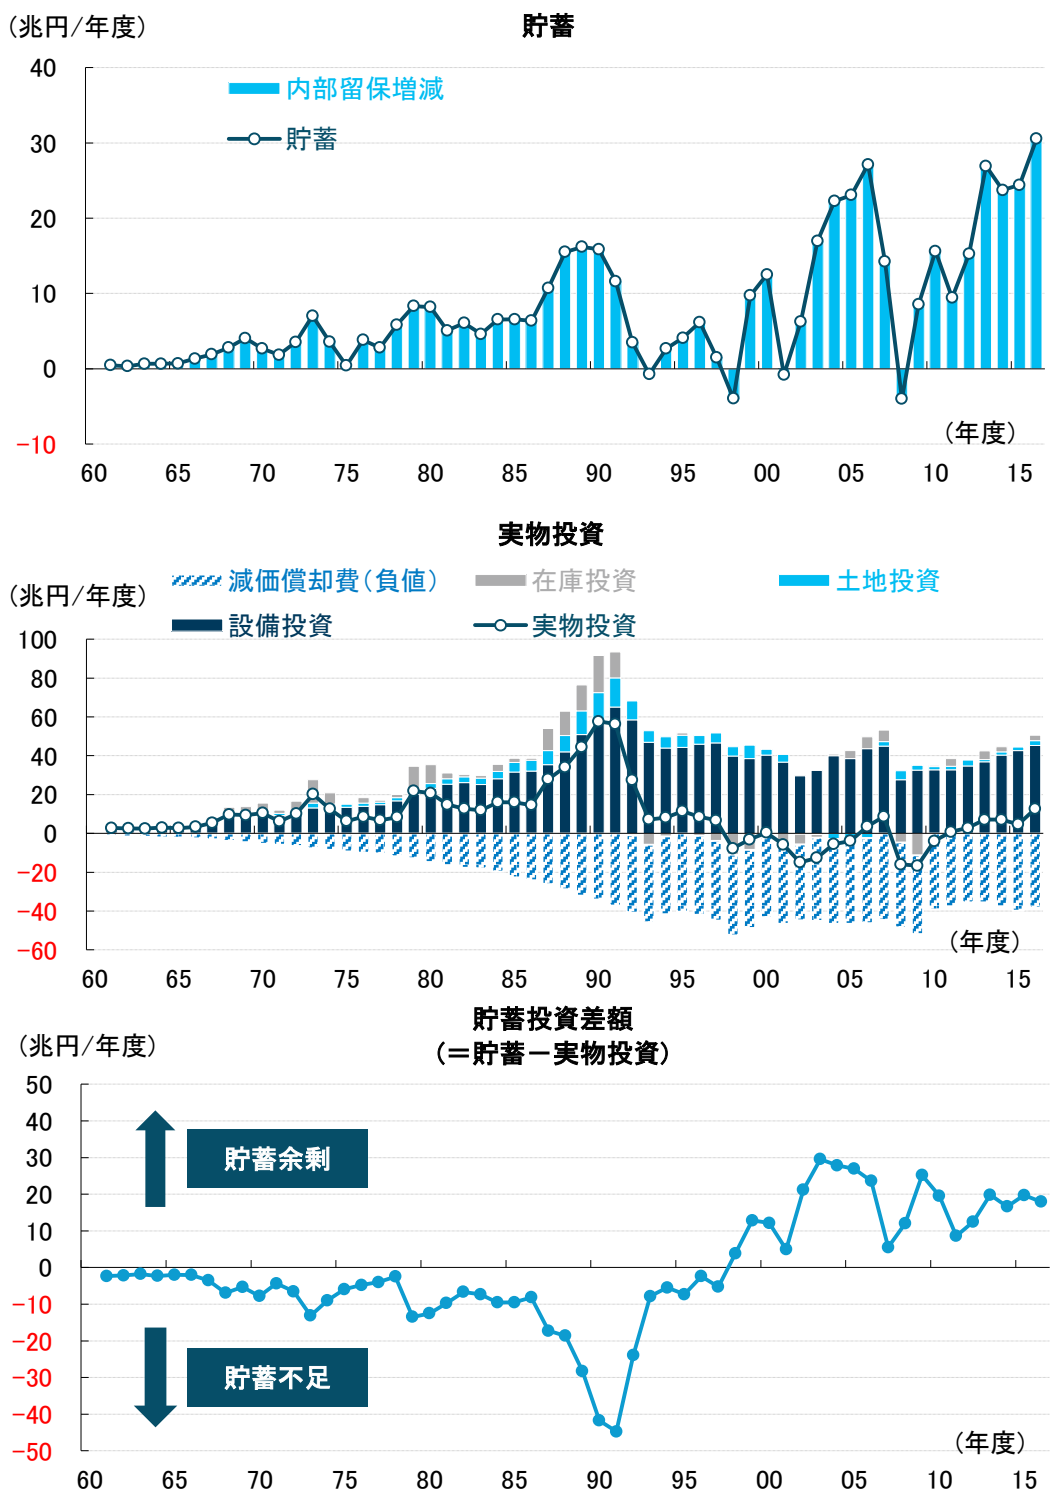 貯蓄
(兆円/年度)
内部留保増減
貯蓄
40
30
20
10
0
-10
(年度)
60 65 70 75 80 85 90 95 00 05 10 15
実物投資
減価償却費(負値) 在庫投資 土地投資
(兆円/年度)
設備投資 実物投資
100
80
60
40
20
0
-20
-40
-60
(年度)
60 65 70 75 80 85 90 95 00 05 10 15
貯蓄投資差額
(=貯蓄-実物投資)
(兆円/年度)
50
40
30
20
10
0
-10
-20
-30
-40
-50
貯蓄余剰
貯蓄不足
(年度)
60 65 70 75 80 85 90 95 00 05 10 15